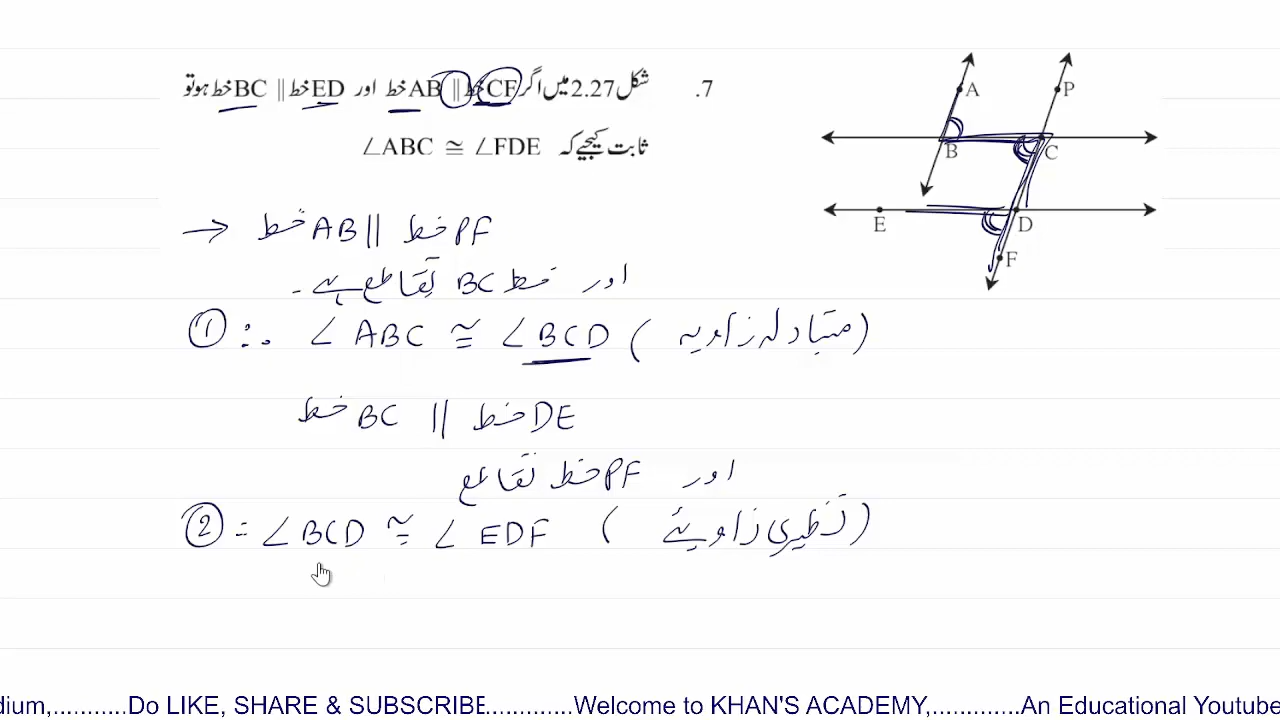 .7 شکل 2.27 میں اگر CF خط || AB خط اور ED خط || BC خط ہو تو
ثابت کیجیے کہ ∠ABC ≅ ∠FDE
A
P
B
C
E
D
F
→ خط AB || خط PF
اور خط BC تقاطع ہے۔
① ∴ ∠ABC ≅ ∠BCD (متبادلہ زاویہ)
خط BC || خط DE
اور PF خط تقاطع
② = ∠BCD ≅ ∠EDF (نظیری زاویئے)
dium,...........Do LIKE, SHARE & SUBSCRIBE.............Welcome to KHAN'S ACADEMY,.............An Educational Youtube